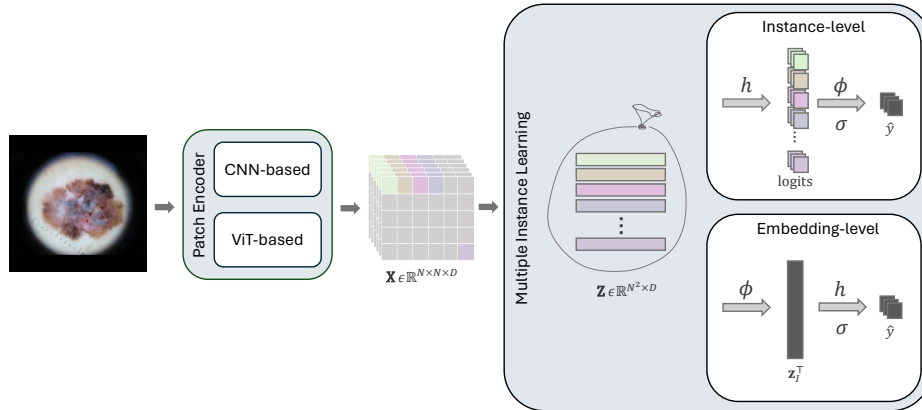 Patch Encoder
CNN-based
ViT-based
𝐗 ϵ ℝ^{N×N×D}
Multiple Instance Learning
𝐙 ϵ ℝ^{N²×D}
Instance-level
h
logits
ϕ
σ
ŷ
Embedding-level
ϕ
𝐳_I^⊤
h
σ
ŷ